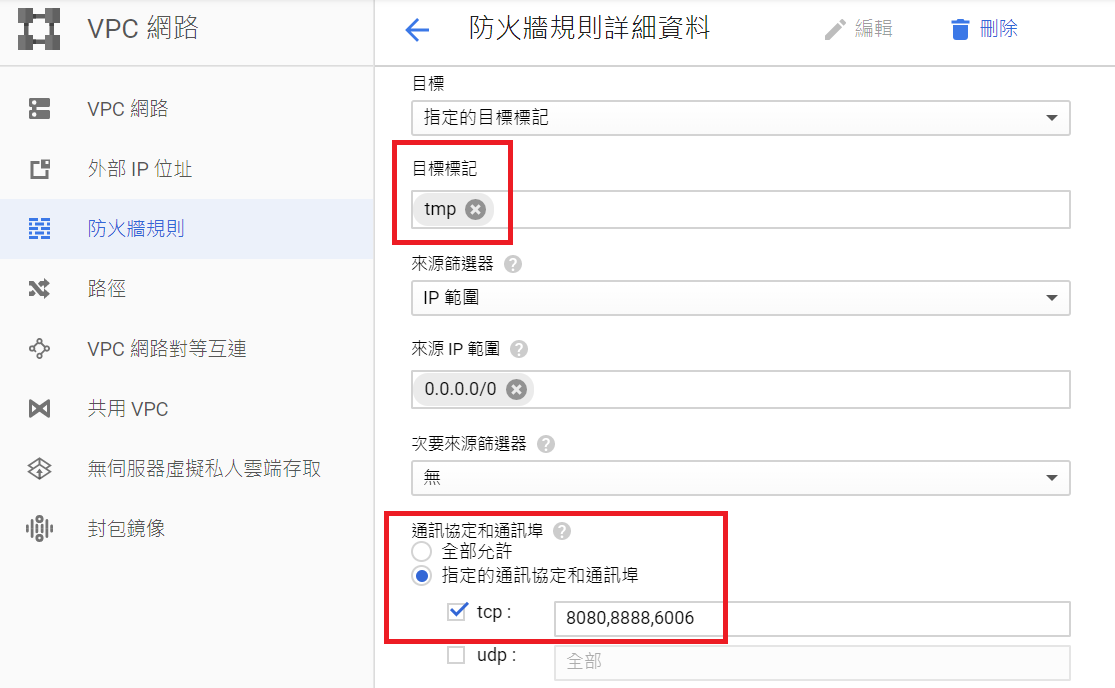 VPC 網路
防火牆規則詳細資料
編輯
刪除
VPC 網路
外部 IP 位址
防火牆規則
路徑
VPC 網路對等互連
共用 VPC
無伺服器虛擬私人雲端存取
封包鏡像
目標
指定的目標標記
目標標記
tmp
來源篩選器 ?
IP 範圍
來源 IP 範圍 ?
0.0.0.0/0
次要來源篩選器 ?
無
通訊協定和通訊埠 ?
全部允許
指定的通訊協定和通訊埠
tcp : 8080,8888,6006
udp : 全部